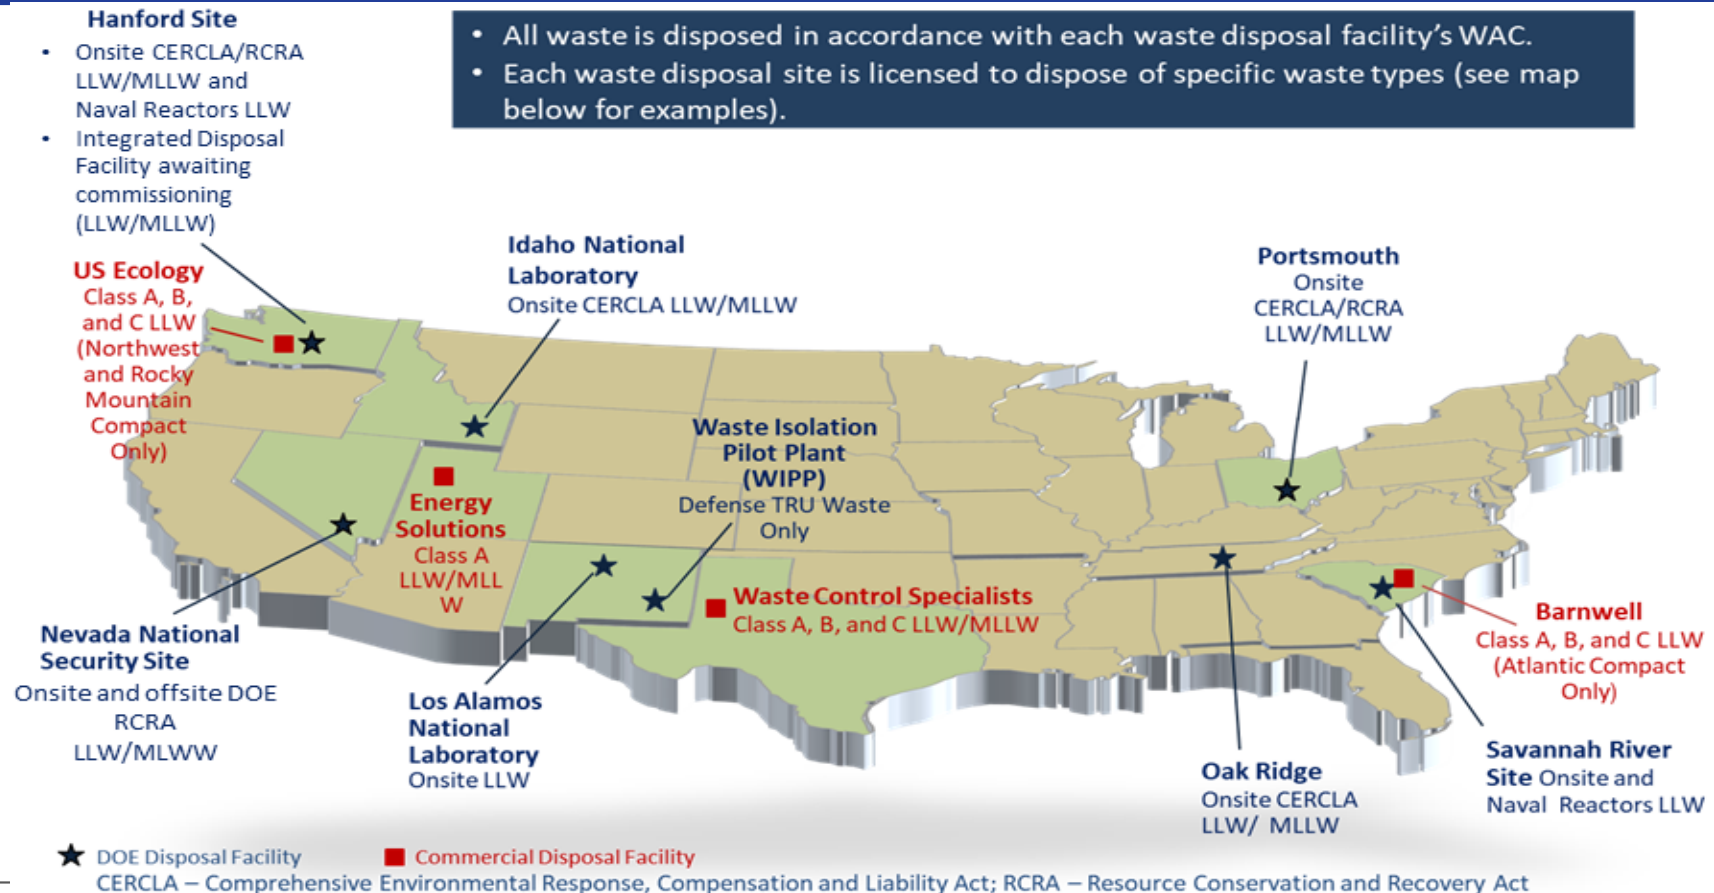 Hanford Site
• Onsite CERCLA/RCRA
LLW/MLLW and
Naval Reactors LLW
• Integrated Disposal
Facility awaiting
commissioning
(LLW/MLLW)
• All waste is disposed in accordance with each waste disposal facility's WAC.
• Each waste disposal site is licensed to dispose of specific waste types (see map
below for examples).
US Ecology
Class A, B,
and C LLW
(Northwest
and Rocky
Mountain
Compact
Only)
Idaho National
Laboratory
Onsite CERCLA LLW/MLLW
Portsmouth
Onsite
CERCLA/RCRA
LLW/MLLW
Waste Isolation
Pilot Plant
(WIPP)
Defense TRU Waste
Only
Energy
Solutions
Class A
LLW/MLL
W
Waste Control Specialists
Class A, B, and C LLW/MLLW
Barnwell
Class A, B, and C LLW
(Atlantic Compact
Only)
Nevada National
Security Site
Onsite and offsite DOE
RCRA
LLW/MLWW
Los Alamos
National
Laboratory
Onsite LLW
Oak Ridge
Onsite CERCLA
LLW/ MLLW
Savannah River
Site Onsite and
Naval Reactors LLW
DOE Disposal Facility
Commercial Disposal Facility
CERCLA – Comprehensive Environmental Response, Compensation and Liability Act; RCRA – Resource Conservation and Recovery Act